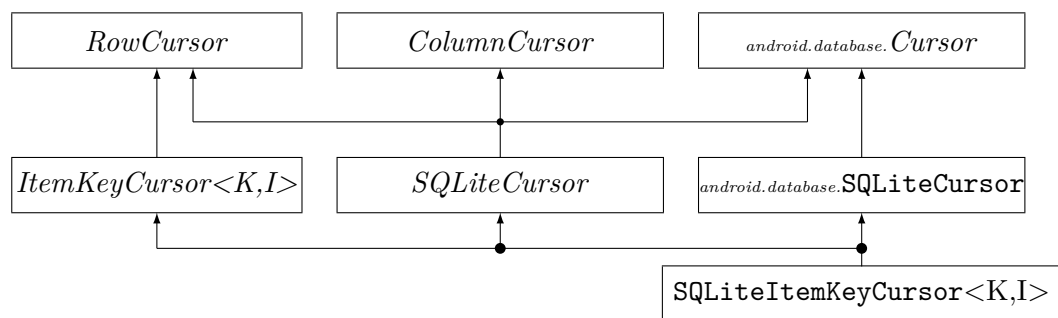 RowCursor
ColumnCursor
android.database.Cursor
ItemKeyCursor<K,I>
SQLiteCursor
android.database.SQLiteCursor
SQLiteItemKeyCursor<K,I>